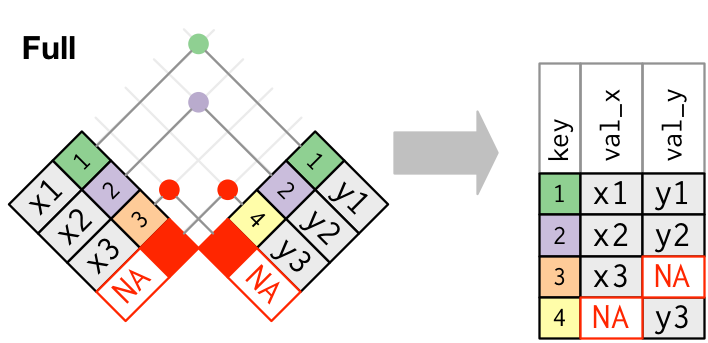 Full
1 x1
2 x2
3 x3
NA
1 y1
2 y2
4 y3
NA
key val_x val_y
1 x1 y1
2 x2 y2
3 x3 NA
4 NA y3